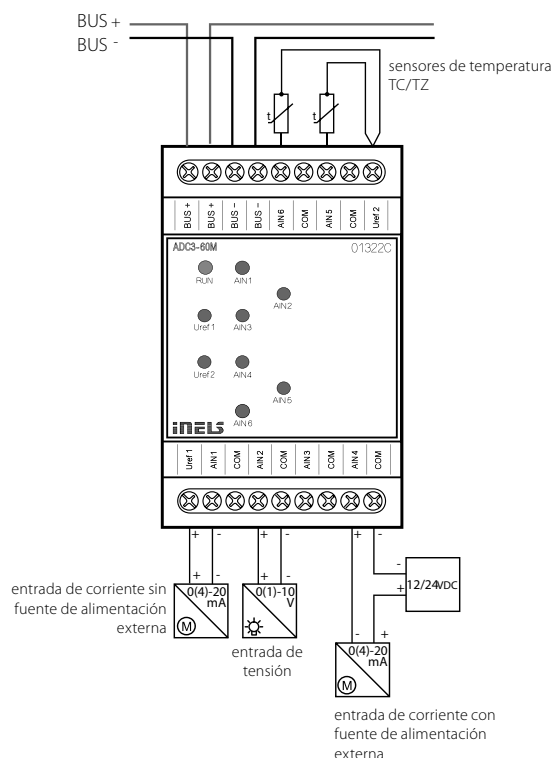 BUS +
BUS -
sensores de temperatura
TC/TZ
t
t
BUS +
BUS +
BUS -
BUS -
AIN6
COM
AIN5
COM
Uref 2
ADC3-60M
01322C
RUN
AIN1
AIN2
Uref 1
AIN3
Uref 2
AIN4
AIN5
AIN6
iNELS
Uref 1
AIN1
COM
AIN2
COM
AIN3
COM
AIN4
COM
+ -
+ -
+ -
+ -
0(4)-20
mA
M
entrada de corriente sin
fuente de alimentación
externa
+ -
0(1)-10
V
entrada de
tensión
-
+
12/24VDC
- +
0(4)-20
mA
M
entrada de corriente con
fuente de alimentación
externa